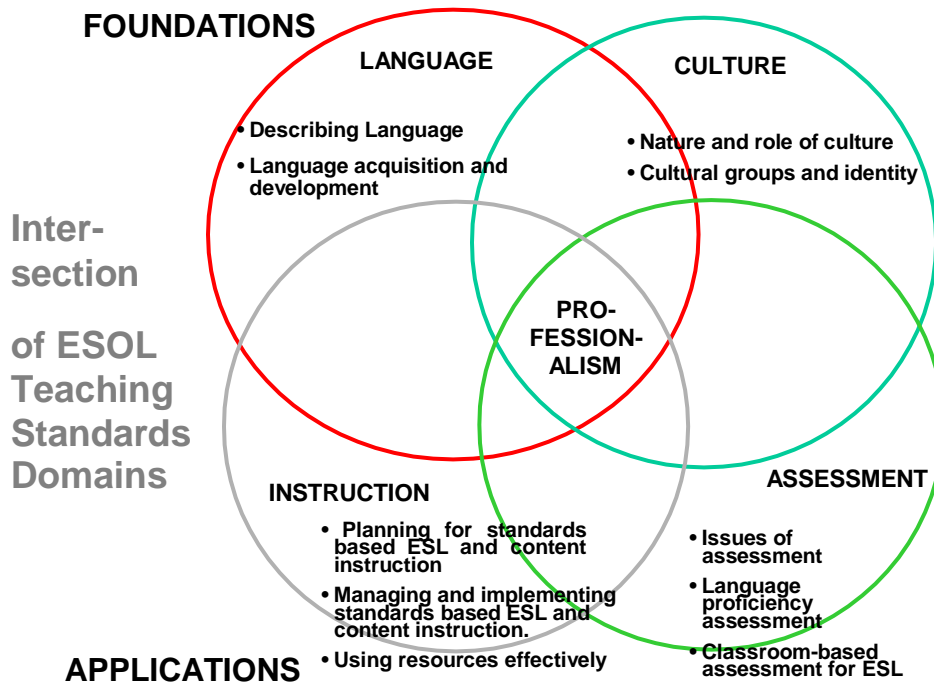 FOUNDATIONS
LANGUAGE
• Describing Language
• Language acquisition and
development
CULTURE
• Nature and role of culture
• Cultural groups and identity
Inter-
section
of ESOL
Teaching
Standards
Domains
PRO-
FESSION-
ALISM
INSTRUCTION
• Planning for standards
based ESL and content
instruction
• Managing and implementing
standards based ESL and
content instruction.
• Using resources effectively
ASSESSMENT
• Issues of
assessment
• Language
proficiency
assessment
• Classroom-based
assessment for ESL
APPLICATIONS